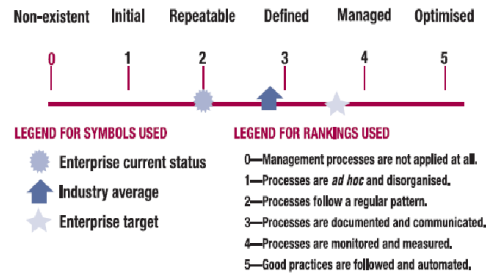 Non-existent Initial Repeatable Defined Managed Optimised
0 1 2 3 4 5
LEGEND FOR SYMBOLS USED
Enterprise current status
Industry average
Enterprise target
LEGEND FOR RANKINGS USED
0—Management processes are not applied at all.
1—Processes are ad hoc and disorganised.
2—Processes follow a regular pattern.
3—Processes are documented and communicated.
4—Processes are monitored and measured.
5—Good practices are followed and automated.